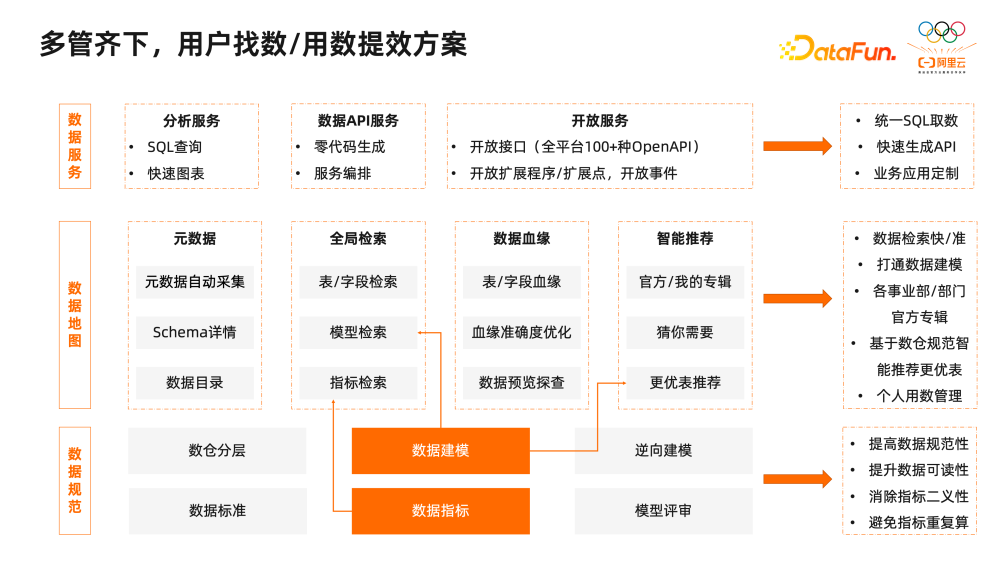 多管齐下，用户找数/用数提效方案
DataFun.
阿里云
数据服务
分析服务
• SQL查询
• 快速图表
数据API服务
• 零代码生成
• 服务编排
开放服务
• 开放接口（全平台100+种OpenAPI）
• 开放扩展程序/扩展点，开放事件
• 统一SQL取数
• 快速生成API
• 业务应用定制
数据地图
元数据
元数据自动采集
Schema详情
数据目录
全局检索
表/字段检索
模型检索
指标检索
数据血缘
表/字段血缘
血缘准确度优化
数据预览探查
智能推荐
官方/我的专辑
猜你需要
更优表推荐
• 数据检索快/准
• 打通数据建模
• 各事业部/部门
官方专辑
• 基于数仓规范智
能推荐更优表
• 个人用数管理
数据规范
数仓分层
数据建模
逆向建模
数据标准
数据指标
模型评审
• 提高数据规范性
• 提升数据可读性
• 消除指标二义性
• 避免指标重复算